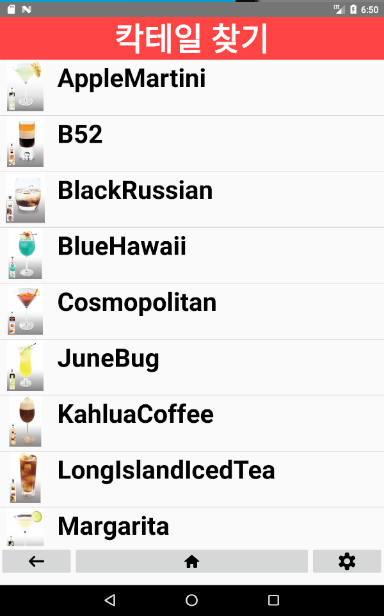 6:50
칵테일 찾기
AppleMartini
B52
BlackRussian
BlueHawaii
Cosmopolitan
JuneBug
KahluaCoffee
LongIslandIcedTea
Margarita